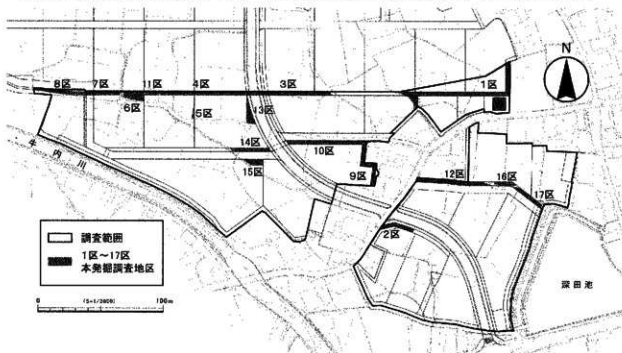 N
8区
7区
11区
4区
3区
1区
6区
5区
13区
14区
10区
15区
9区
12区
16区
17区
2区
牛内川
深田池
調査範囲
1区~17区
本発掘調査地区
0
100m